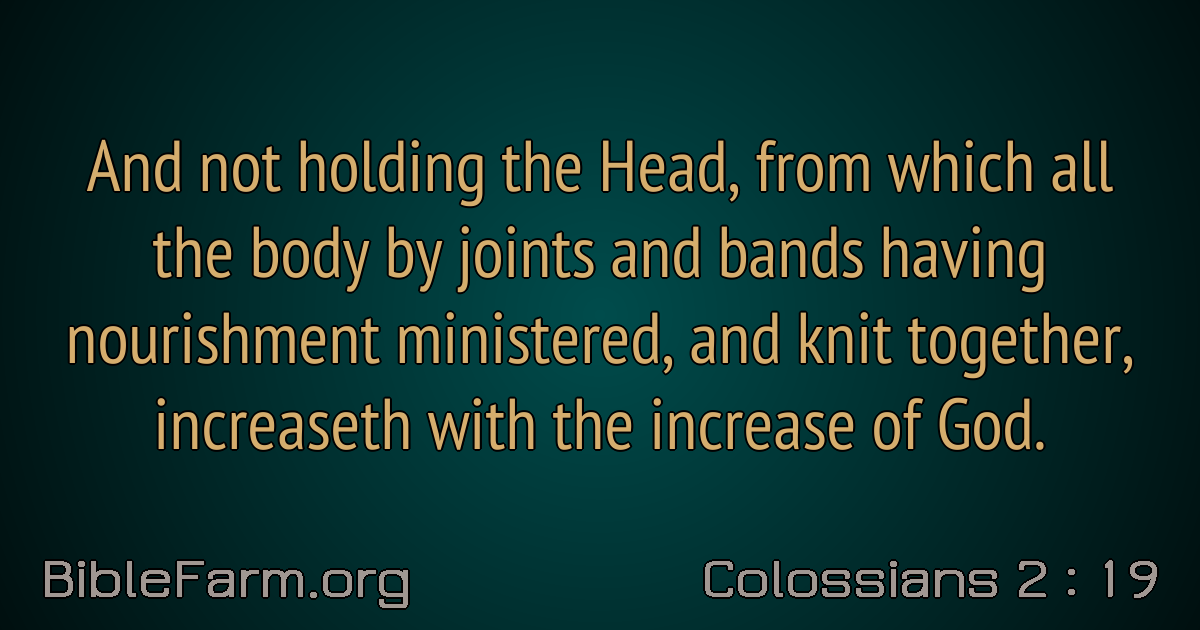 And not holding the Head, from which all
the body by joints and bands having
nourishment ministered, and knit together,
increaseth with the increase of God.
BibleFarm.org
Colossians 2 : 19